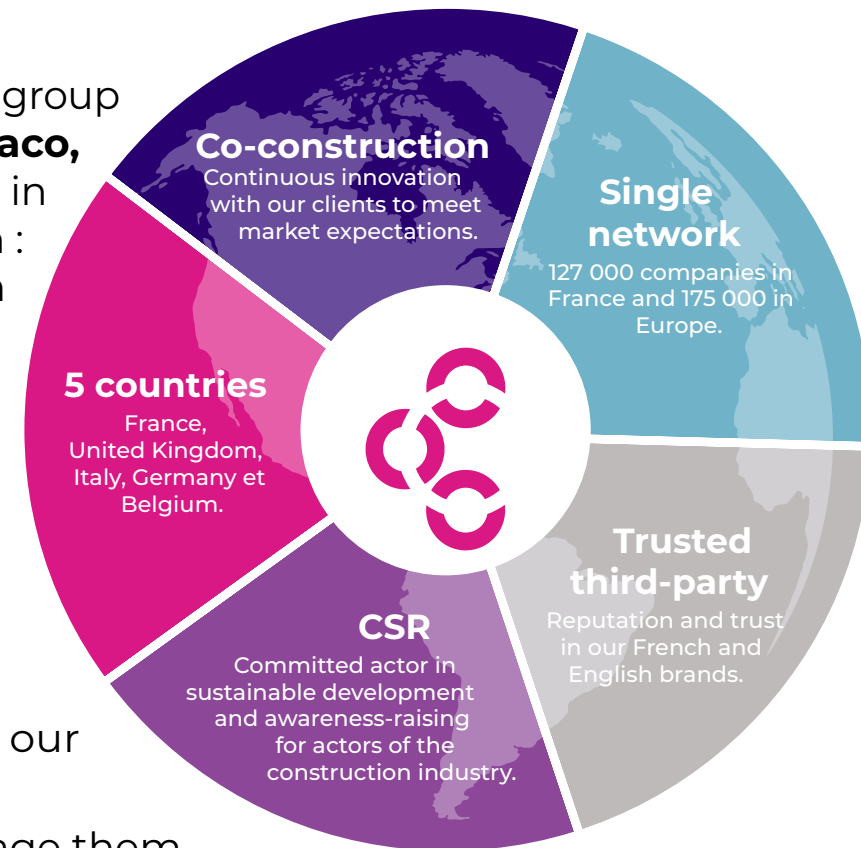 group
aco,
in
:
Co-construction
Continuous innovation
with our clients to meet
market expectations.
Single
network
127 000 companies in
France and 175 000 in
Europe.
5 countries
France,
United Kingdom,
Italy, Germany et
Belgium.
Trusted
third-party
Reputation and trust
in our French and
English brands.
CSR
Committed actor in
sustainable development
and awareness-raising
for actors of the
construction industry.
our
them